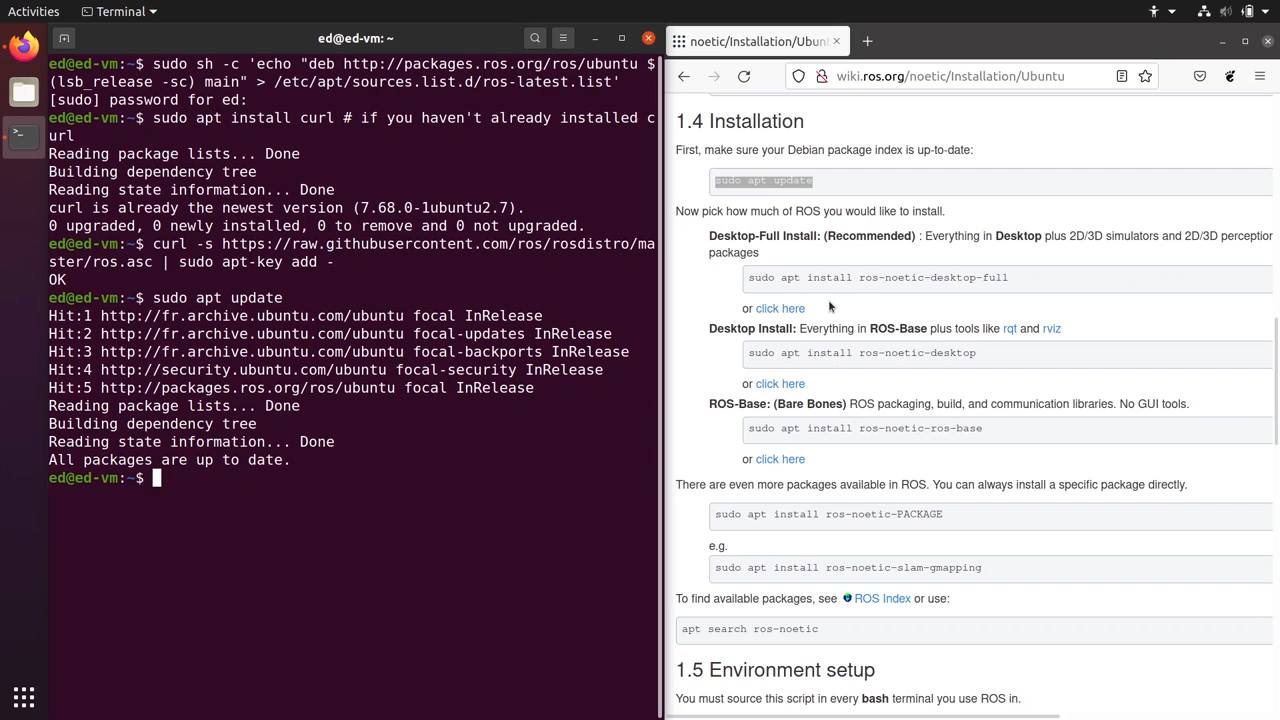 Activities
Terminal
ed@ed-vm: ~
ed@ed-vm:~$ sudo sh -c 'echo "deb http://packages.ros.org/ros/ubuntu $
(lsb_release -sc) main" > /etc/apt/sources.list.d/ros-latest.list'
[sudo] password for ed:
ed@ed-vm:~$ sudo apt install curl # if you haven't already installed c
url
Reading package lists... Done
Building dependency tree
Reading state information... Done
curl is already the newest version (7.68.0-1ubuntu2.7).
0 upgraded, 0 newly installed, 0 to remove and 0 not upgraded.
ed@ed-vm:~$ curl -s https://raw.githubusercontent.com/ros/rosdistro/ma
ster/ros.asc | sudo apt-key add -
OK
ed@ed-vm:~$ sudo apt update
Hit:1 http://fr.archive.ubuntu.com/ubuntu focal InRelease
Hit:2 http://fr.archive.ubuntu.com/ubuntu focal-updates InRelease
Hit:3 http://fr.archive.ubuntu.com/ubuntu focal-backports InRelease
Hit:4 http://security.ubuntu.com/ubuntu focal-security InRelease
Hit:5 http://packages.ros.org/ros/ubuntu focal InRelease
Reading package lists... Done
Building dependency tree
Reading state information... Done
All packages are up to date.
ed@ed-vm:~$
noetic/Installation/Ubunt
wiki.ros.org/noetic/Installation/Ubuntu
1.4 Installation
First, make sure your Debian package index is up-to-date:
sudo apt update
Now pick how much of ROS you would like to install.
Desktop-Full Install: (Recommended) : Everything in Desktop plus 2D/3D simulators and 2D/3D perception
packages
sudo apt install ros-noetic-desktop-full
or click here
Desktop Install: Everything in ROS-Base plus tools like rqt and rviz
sudo apt install ros-noetic-desktop
or click here
ROS-Base: (Bare Bones) ROS packaging, build, and communication libraries. No GUI tools.
sudo apt install ros-noetic-ros-base
or click here
There are even more packages available in ROS. You can always install a specific package directly.
sudo apt install ros-noetic-PACKAGE
e.g.
sudo apt install ros-noetic-slam-gmapping
To find available packages, see ROS Index or use:
apt search ros-noetic
1.5 Environment setup
You must source this script in every bash terminal you use ROS in.